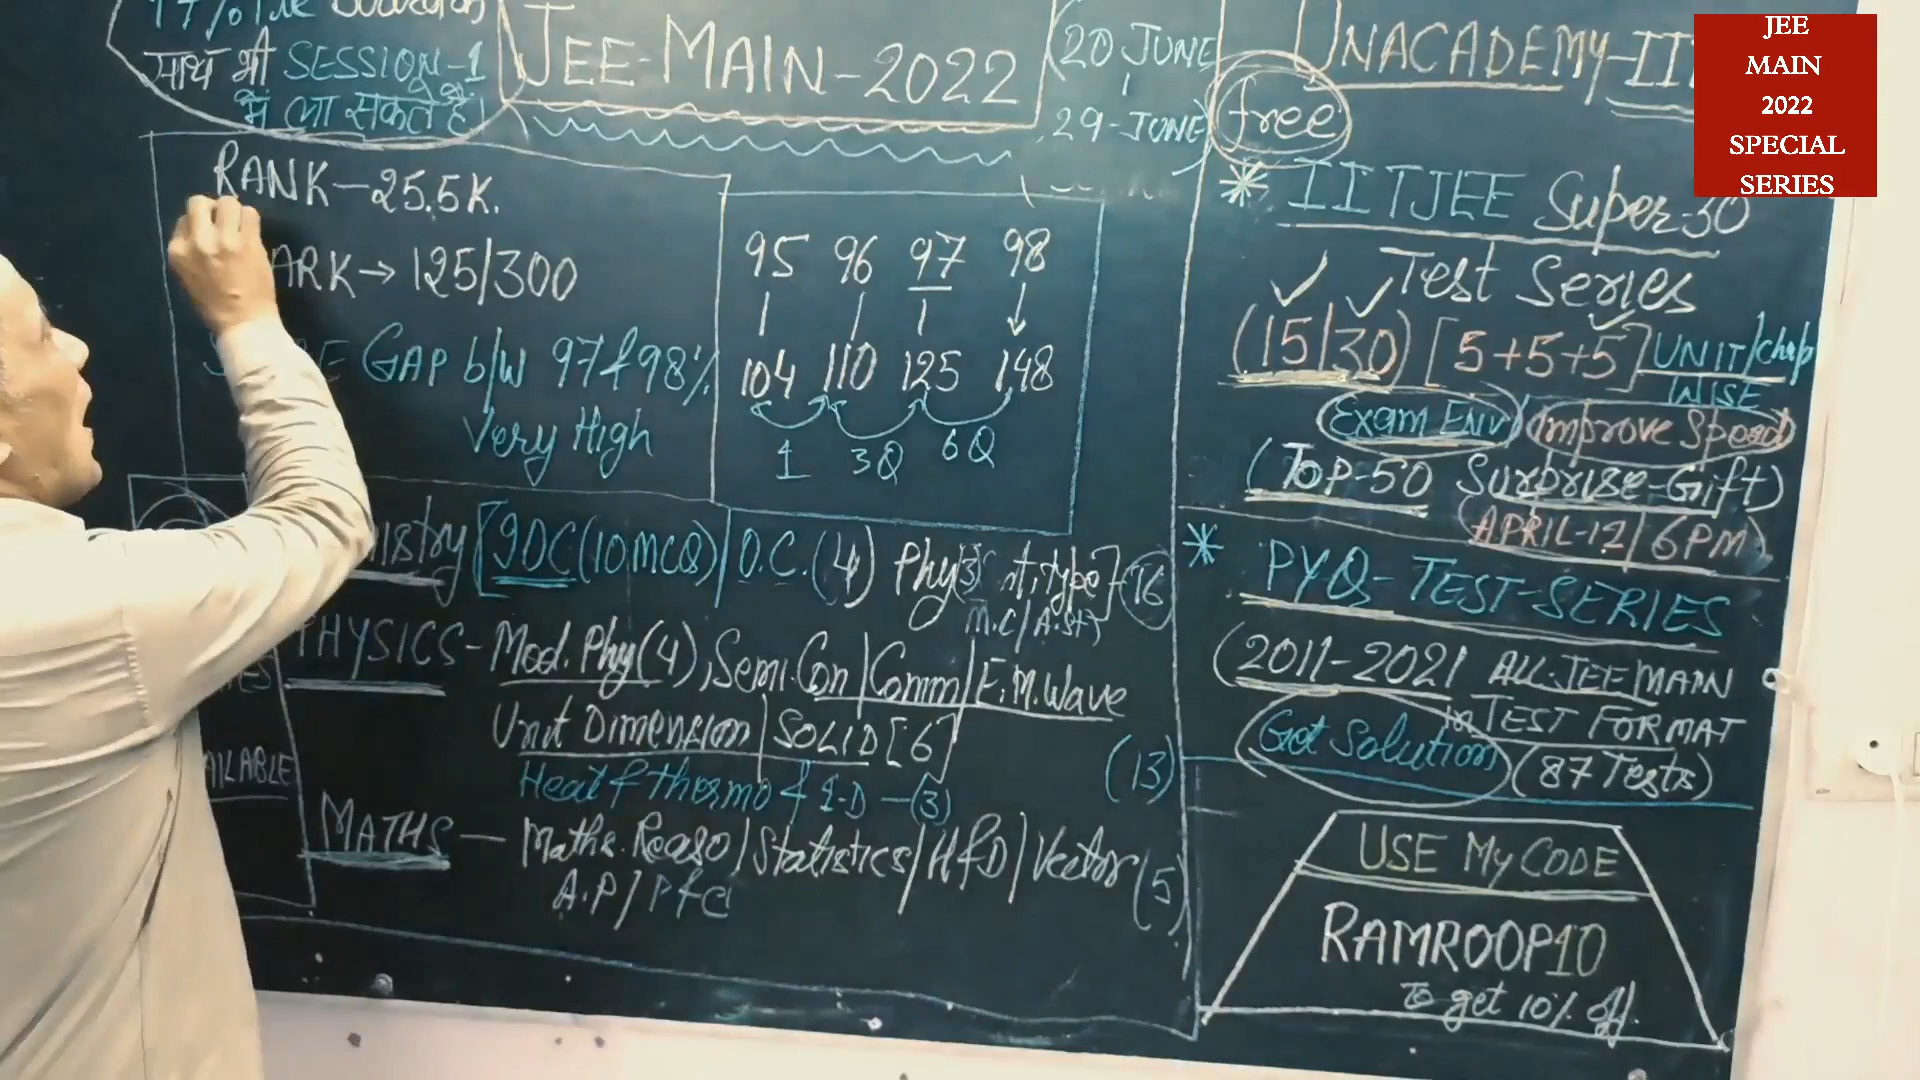 मार्च भी SESSION-1
में ला सकते है।
JEE-MAIN-2022
20 JUNE
29-JUNE
RANK-25.5K.
ARK → 125/300
GAP b/w 97 & 98%
Very High
95 96 97 98
104 110 125 148
1 3Q 6Q
istry [IOC (10MCQ) | O.C. (4) Phy
M.C/A.St
16
PHYSICS - Mod. Phy (4), Semi.Con | Comm | E.M.Wave
Unit Dimension | SOLID [6]
Heat & thermo & 1-D - (3)
(13)
AILABLE
MATHS - Maths. Reaso / Statistics / H&D / Vector (5)
A.P /
UNACADEMY-II
free
* IITJEE Super-30
Test Series
(15|30) [5+5+5] UNIT/Chap
WISE
Exam Env Improve Speed
(TOP-50 Surprise-Gift)
(APRIL-12 | 6PM)
* PYQ-TEST-SERIES
(2011-2021 ALL.JEE MAIN
in TEST FORMAT
Get Solution (87 Tests)
USE My CODE
RAMROOP10
To get 10% off.
JEE
MAIN
2022
SPECIAL
SERIES